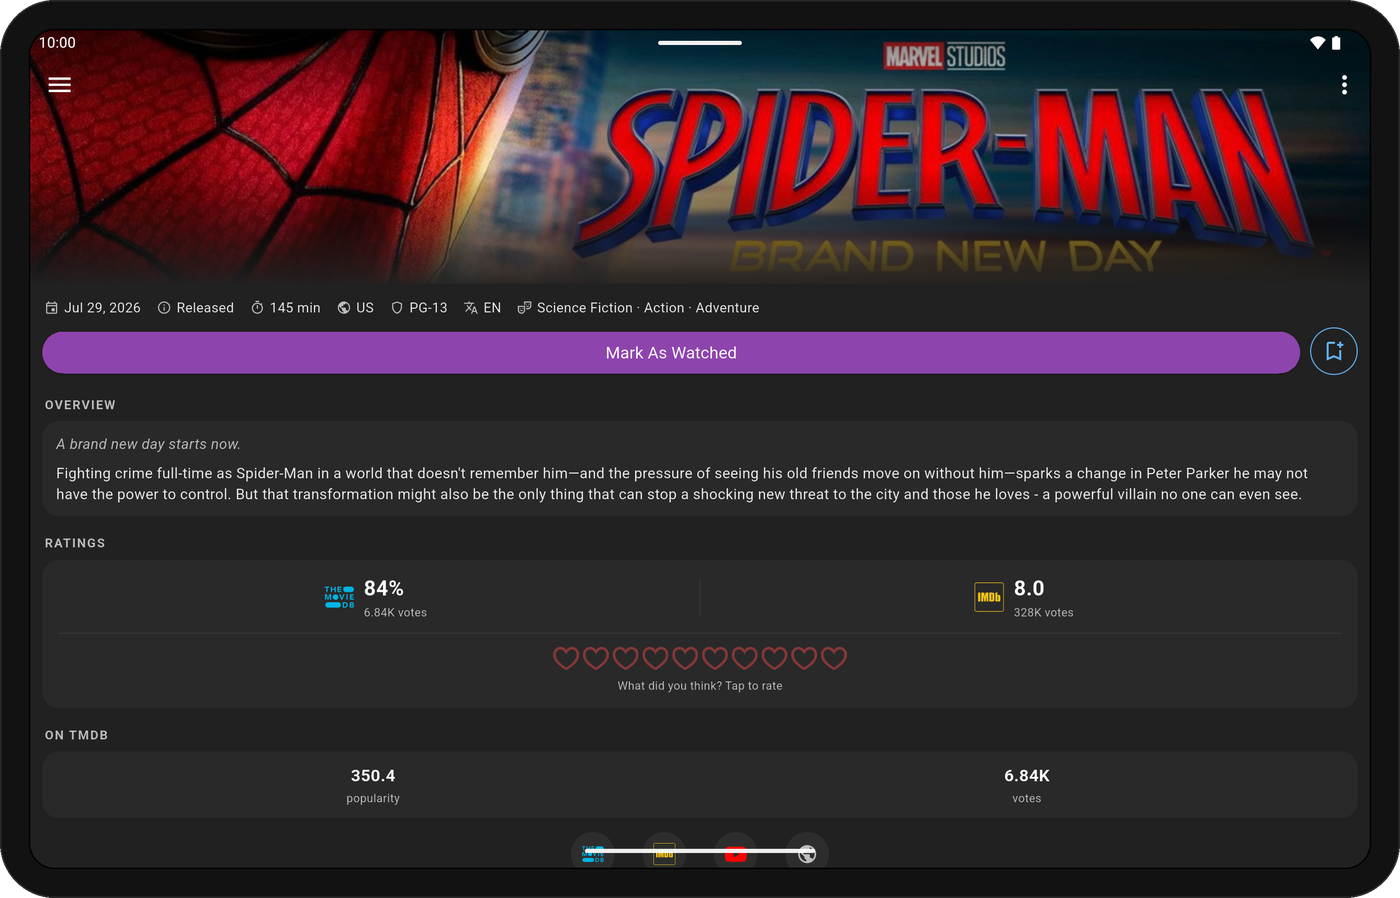 10:00
MARVEL STUDIOS
SPIDER-MAN
BRAND NEW DAY
Jul 29, 2026 Released 145 min US PG-13 EN Science Fiction · Action · Adventure
Mark As Watched
OVERVIEW
A brand new day starts now.
Fighting crime full-time as Spider-Man in a world that doesn't remember him—and the pressure of seeing his old friends move on without him—sparks a change in Peter Parker he may not
have the power to control. But that transformation might also be the only thing that can stop a shocking new threat to the city and those he loves - a powerful villain no one can even see.
RATINGS
THE MOVIE DB 84% IMDb 8.0
6.84K votes 328K votes
What did you think? Tap to rate
ON TMDB
350.4 6.84K
popularity votes
THE MOVIE DB IMDb